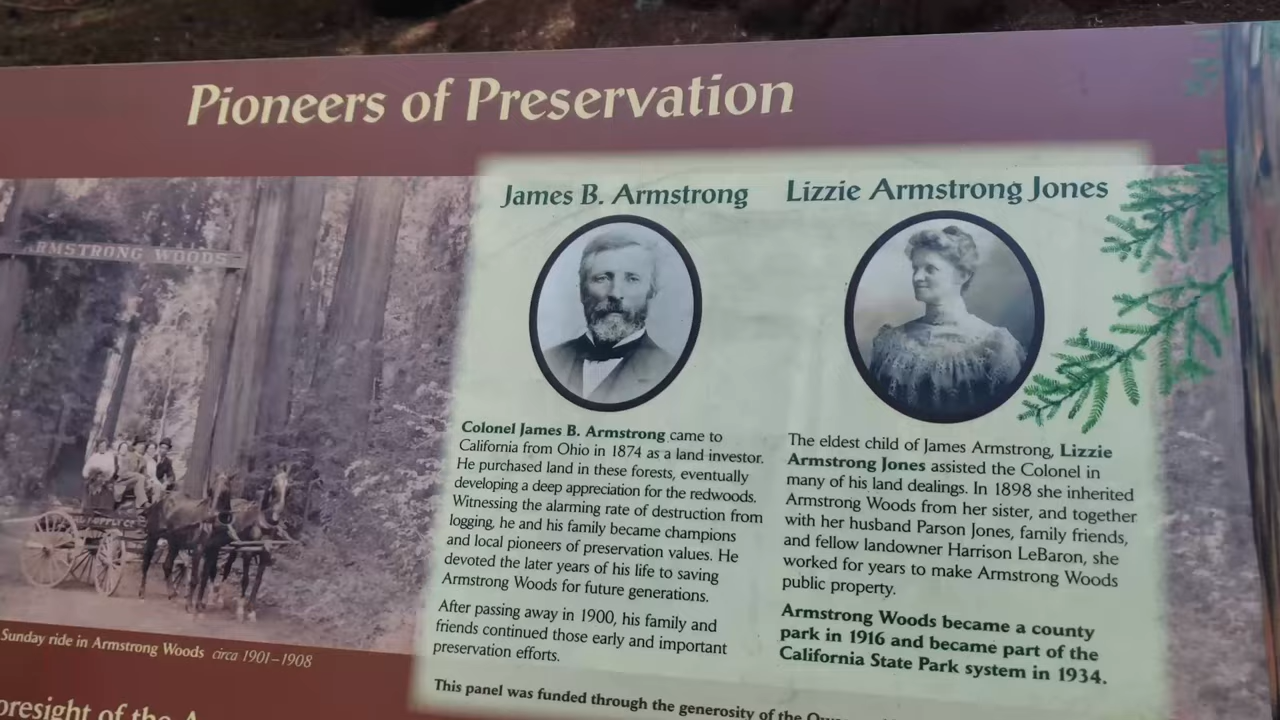 Pioneers of Preservation
ARMSTRONG WOODS
James B. Armstrong
Colonel James B. Armstrong came to
California from Ohio in 1874 as a land investor.
He purchased land in these forests, eventually
developing a deep appreciation for the redwoods.
Witnessing the alarming rate of destruction from
logging, he and his family became champions
and local pioneers of preservation values. He
devoted the later years of his life to saving
Armstrong Woods for future generations.
After passing away in 1900, his family and
friends continued those early and important
preservation efforts.
Lizzie Armstrong Jones
The eldest child of James Armstrong, Lizzie
Armstrong Jones assisted the Colonel in
many of his land dealings. In 1898 she inherited
Armstrong Woods from her sister, and together
with her husband Parson Jones, family friends,
and fellow landowner Harrison LeBaron, she
worked for years to make Armstrong Woods
public property.
Armstrong Woods became a county
park in 1916 and became part of the
California State Park system in 1934.
Sunday ride in Armstrong Woods circa 1901–1908
This panel was funded through the generosity of the
of the